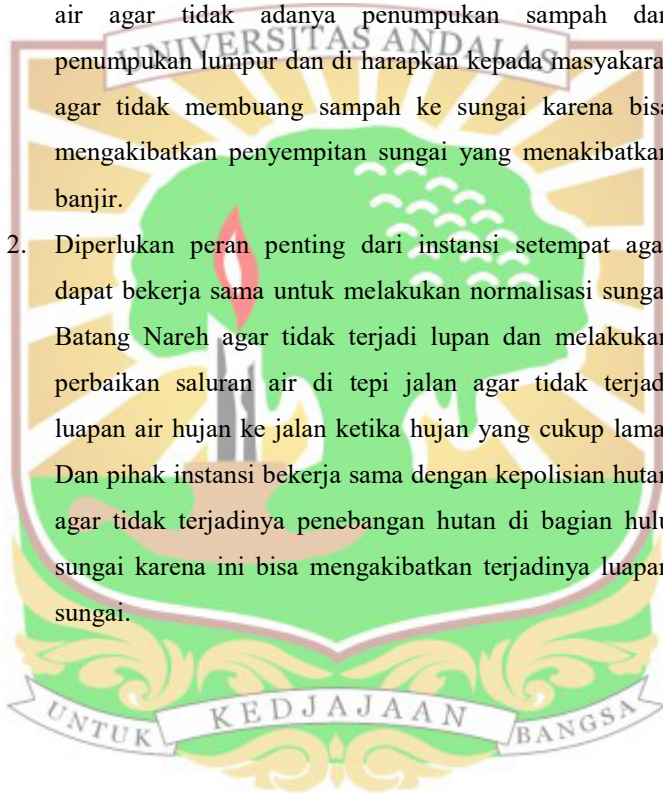 air agar tidak adanya penumpukan sampah dan
UNIVERSITAS ANDALAS
penumpukan lumpur dan di harapkan kepada masyakara
agar tidak membuang sampah ke sungai karena bisa
mengakibatkan penyempitan sungai yang menakibatkan
banjir.
2. Diperlukan peran penting dari instansi setempat aga
dapat bekerja sama untuk melakukan normalisasi sunga
Batang Nareh agar tidak terjadi lupan dan melakukan
perbaikan saluran air di tepi jalan agar tidak terjad
luapan air hujan ke jalan ketika hujan yang cukup lama
Dan pihak instansi bekerja sama dengan kepolisian hutan
agar tidak terjadinya penebangan hutan di bagian hulu
sungai karena ini bisa mengakibatkan terjadinya luapan
sungai.
UNTUK KEDJAJAAN BANGSA